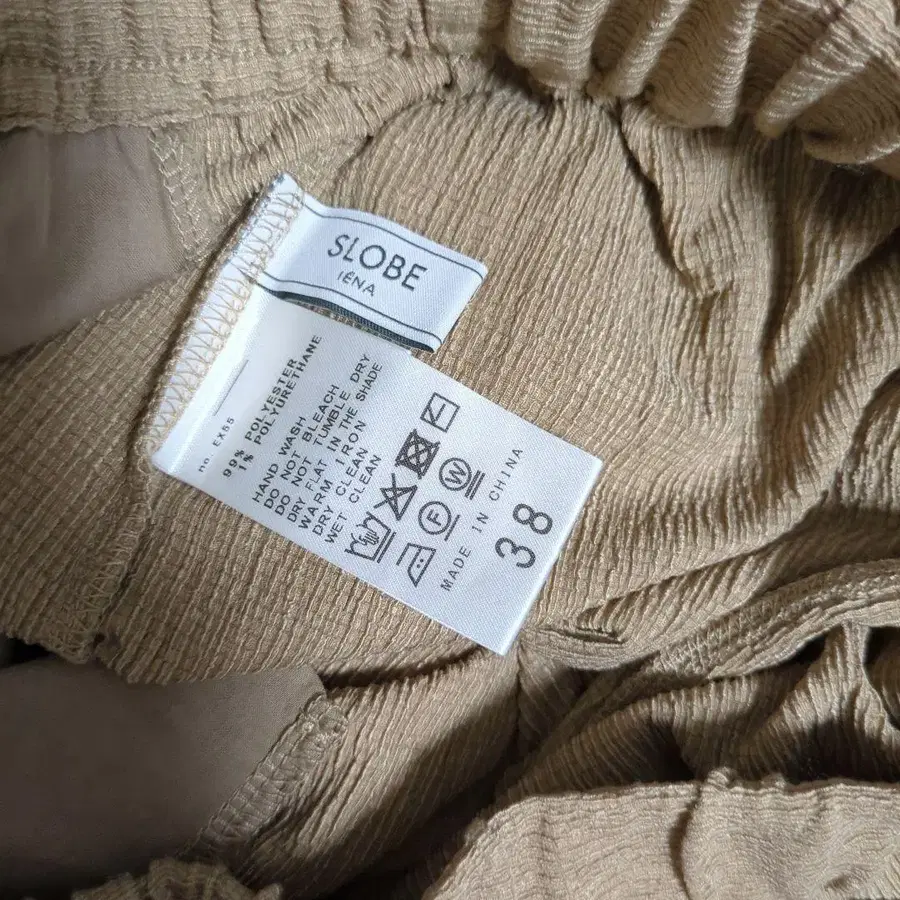 SLOBE
IÉNA
no. EX55
99% POLYESTER
1% POLYURETHANE
HAND WASH
DO NOT BLEACH
DO NOT TUMBLE DRY
DRY FLAT IN THE SHADE
WARM IRON
DRY CLEAN
WET CLEAN
F W
MADE IN CHINA
38